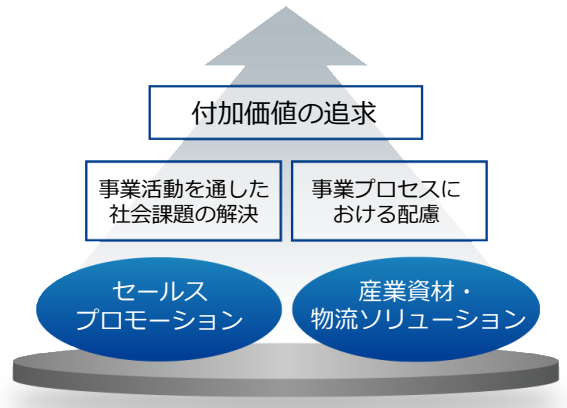 付加価値の追求
事業活動を通した
社会課題の解決
事業プロセスに
おける配慮
セールス
プロモーション
産業資材・
物流ソリューション